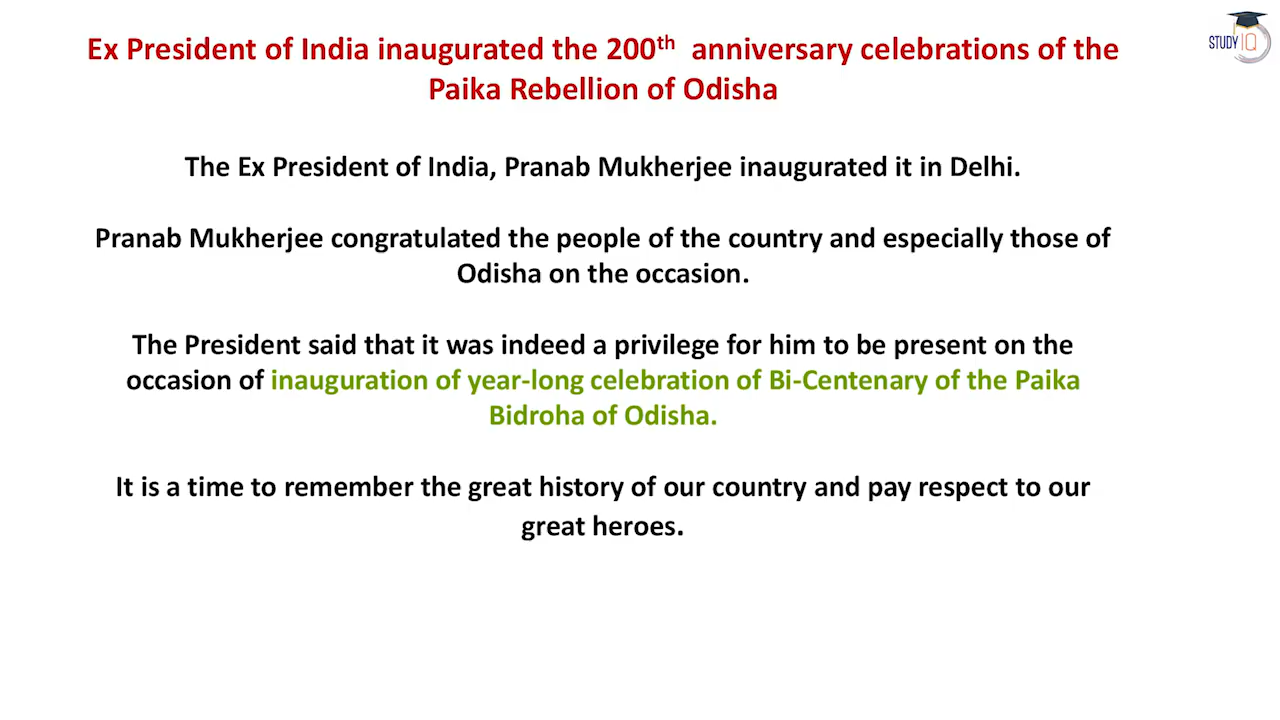 Ex President of India inaugurated the 200th anniversary celebrations of the
Paika Rebellion of Odisha
STUDY IQ
The Ex President of India, Pranab Mukherjee inaugurated it in Delhi.
Pranab Mukherjee congratulated the people of the country and especially those of
Odisha on the occasion.
The President said that it was indeed a privilege for him to be present on the
occasion of inauguration of year-long celebration of Bi-Centenary of the Paika
Bidroha of Odisha.
It is a time to remember the great history of our country and pay respect to our
great heroes.